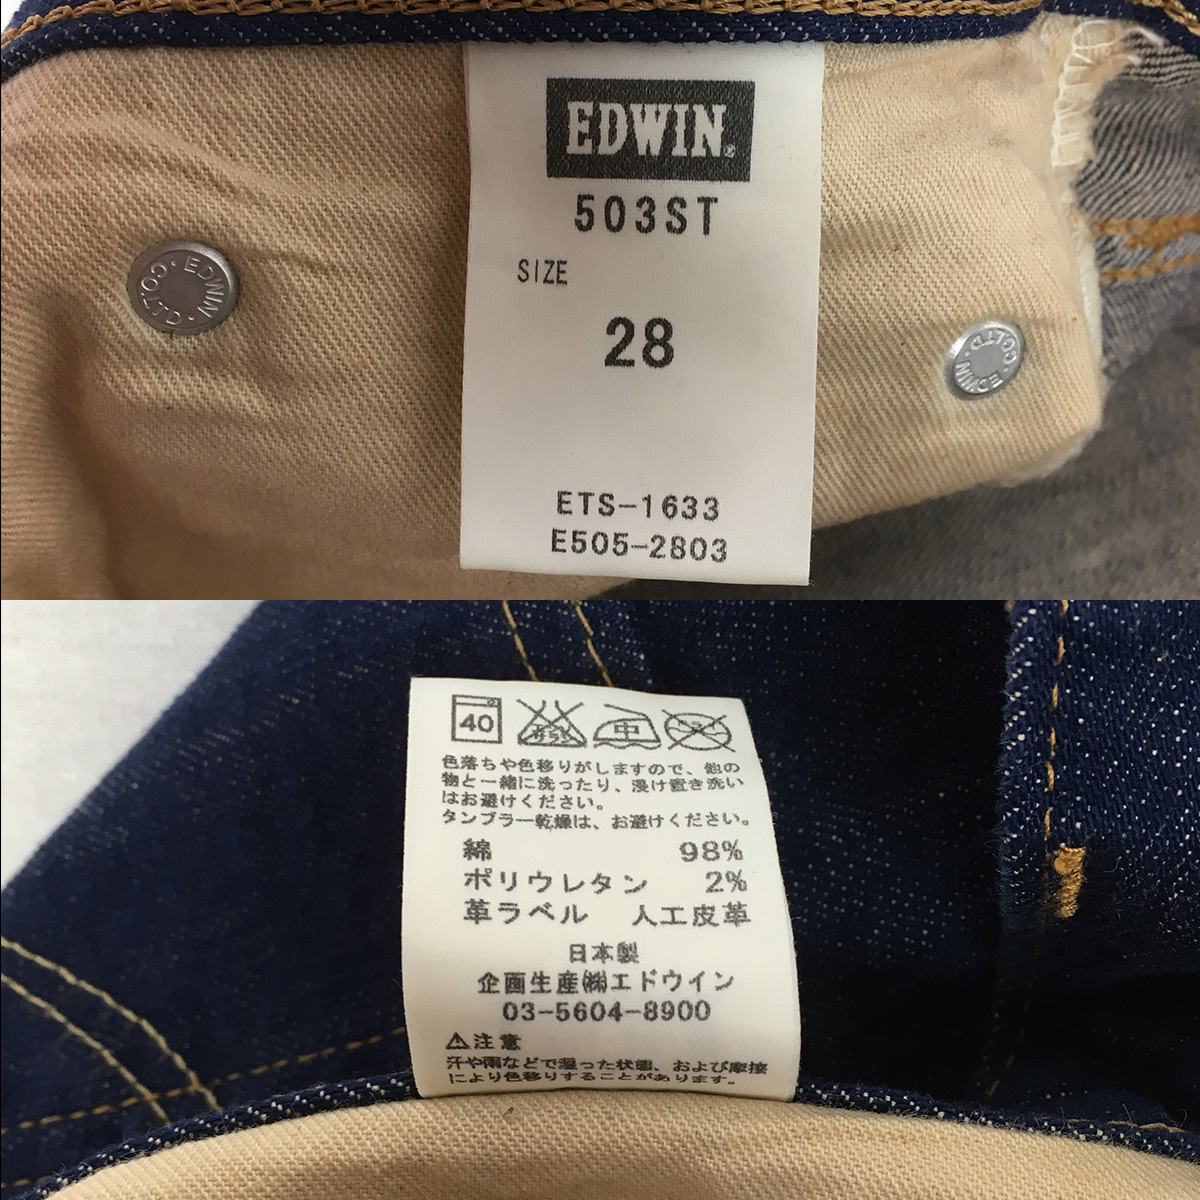 EDWIN®
503ST
SIZE
28
ETS-1633
E505-2803
EDWIN・CO.LTD・
EDWIN・CO.LTD・
40
エンソ サラシ
中
色落ちや色移りがしますので、他の
物と一緒に洗ったり、浸け置き洗い
はお避けください。
タンブラー乾燥は、お避けください。
綿 98%
ポリウレタン 2%
革ラベル 人工皮革
日本製
企画生産㈱エドウイン
03-5604-8900
⚠注意
汗や雨などで湿った状態、および摩擦
により色移りすることがあります。